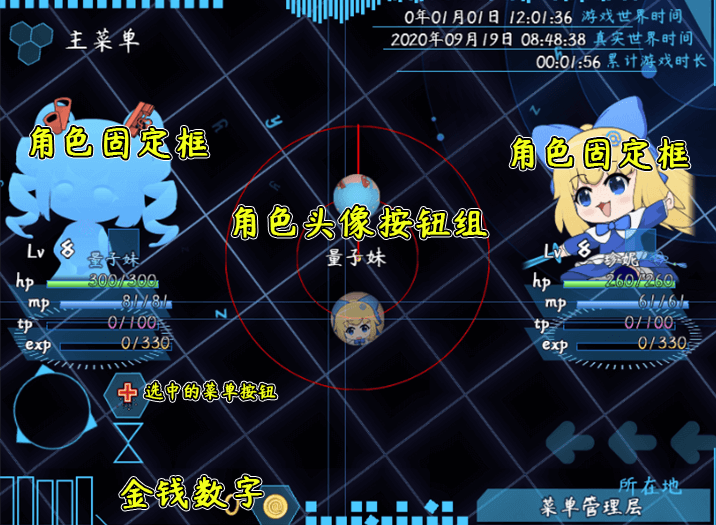 主菜单
0年01月01日 12:01:36 游戏世界时间
2020年09月19日 08:48:38 真实世界时间
00:01:56 累计游戏时长
角色固定框
角色固定框
角色头像按钮组
量子妹
Lv 8
量子妹
hp 300/300
mp 81/81
tp 0/100
exp 0/330
Lv 8
珍妮
hp 260/260
mp 61/61
tp 0/100
exp 0/330
选中的菜单按钮
金钱数字
所在地
菜单管理层